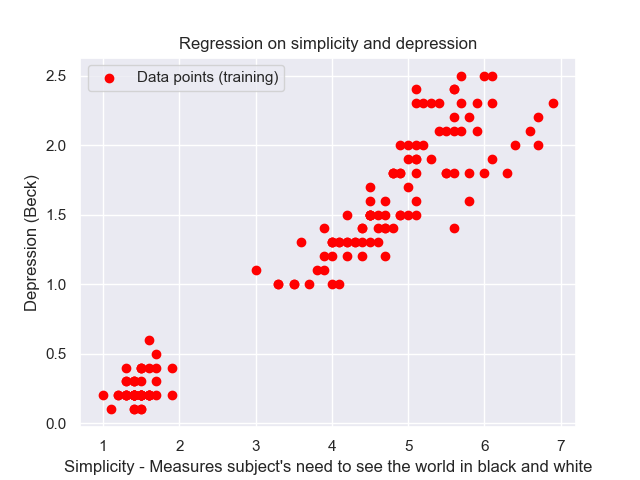 Regression on simplicity and depression
Data points (training)
2.5
2.0
1.5
1.0
0.5
0.0
Depression (Beck)
1 2 3 4 5 6 7
Simplicity - Measures subject's need to see the world in black and white